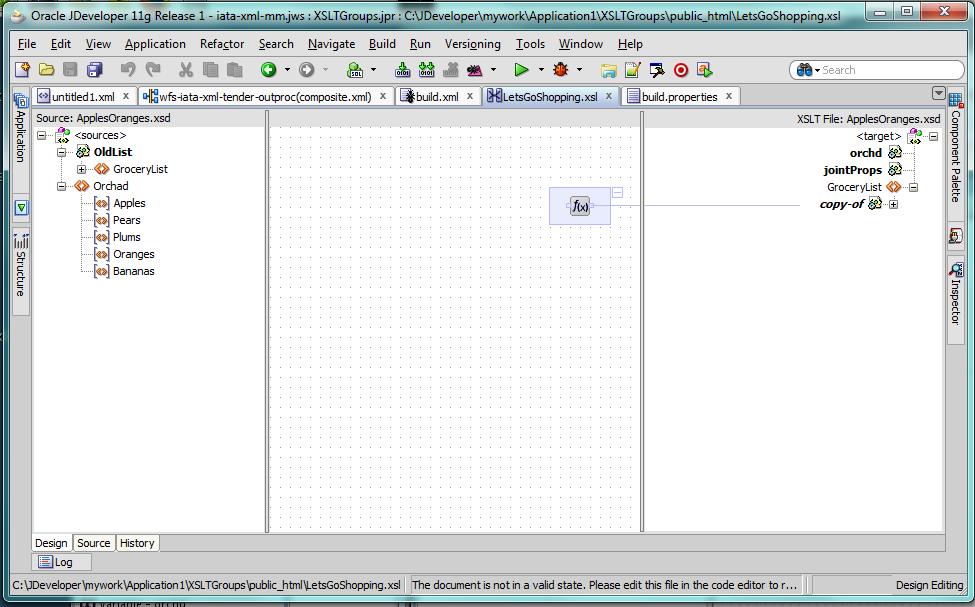 Oracle JDeveloper 11g Release 1 - iata-xml-mm.jws : XSLTGroups.jpr : C:\JDeveloper\mywork\Application1\XSLTGroups\public_html\LetsGoShopping.xsl
File Edit View Application Refactor Search Navigate Build Run Versioning Tools Window Help
Search
untitled1.xml x wfs-iata-xml-tender-outproc(composite.xml) x build.xml x LetsGoShopping.xsl x build.properties x
Application
Structure
Source: ApplesOranges.xsd
<sources>
OldList
GroceryList
Orchad
Apples
Pears
Plums
Oranges
Bananas
f(x)
XSLT File: ApplesOranges.xsd
<target>
orchd
jointProps
GroceryList
copy-of
Component Palette
Inspector
Design Source History
Log
C:\JDeveloper\mywork\Application1\XSLTGroups\public_html\LetsGoShopping.xsl The document is not in a valid state. Please edit this file in the code editor to r... Design Editing
variable - orchd